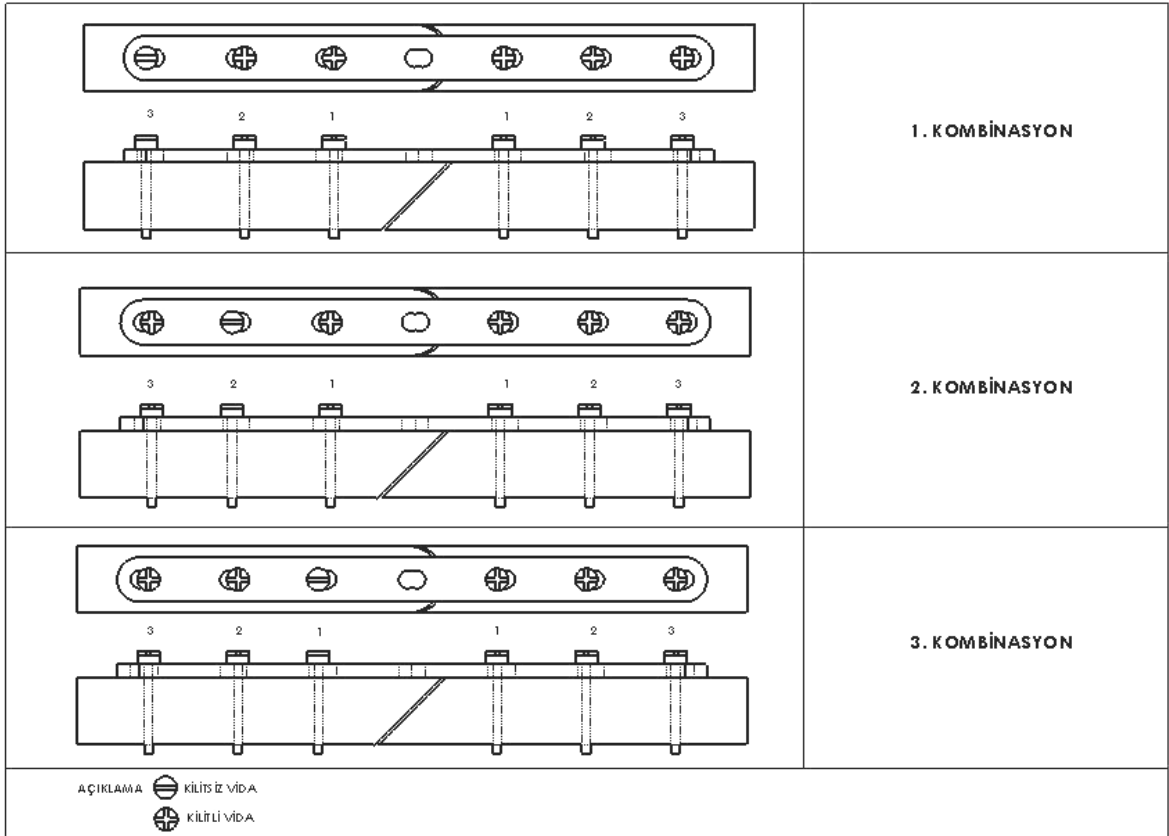 3 2 1 1 2 3
1. KOMBİNASYON
3 2 1 1 2 3
2. KOMBİNASYON
3 2 1 1 2 3
3. KOMBİNASYON
AÇIKLAMA KİLİTSİZ VİDA
KİLİTLİ VİDA